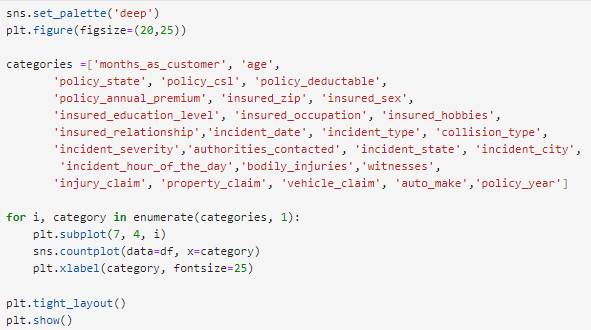 sns.set_palette('deep')
plt.figure(figsize=(20,25))
categories =['months_as_customer', 'age',
'policy_state', 'policy_csl', 'policy_deductable',
'policy_annual_premium', 'insured_zip', 'insured_sex',
'insured_education_level', 'insured_occupation', 'insured_hobbies',
'insured_relationship','incident_date', 'incident_type', 'collision_type',
'incident_severity','authorities_contacted', 'incident_state', 'incident_city',
'incident_hour_of_the_day','bodily_injuries','witnesses',
'injury_claim', 'property_claim', 'vehicle_claim', 'auto_make','policy_year']
for i, category in enumerate(categories, 1):
plt.subplot(7, 4, i)
sns.countplot(data=df, x=category)
plt.xlabel(category, fontsize=25)
plt.tight_layout()
plt.show()